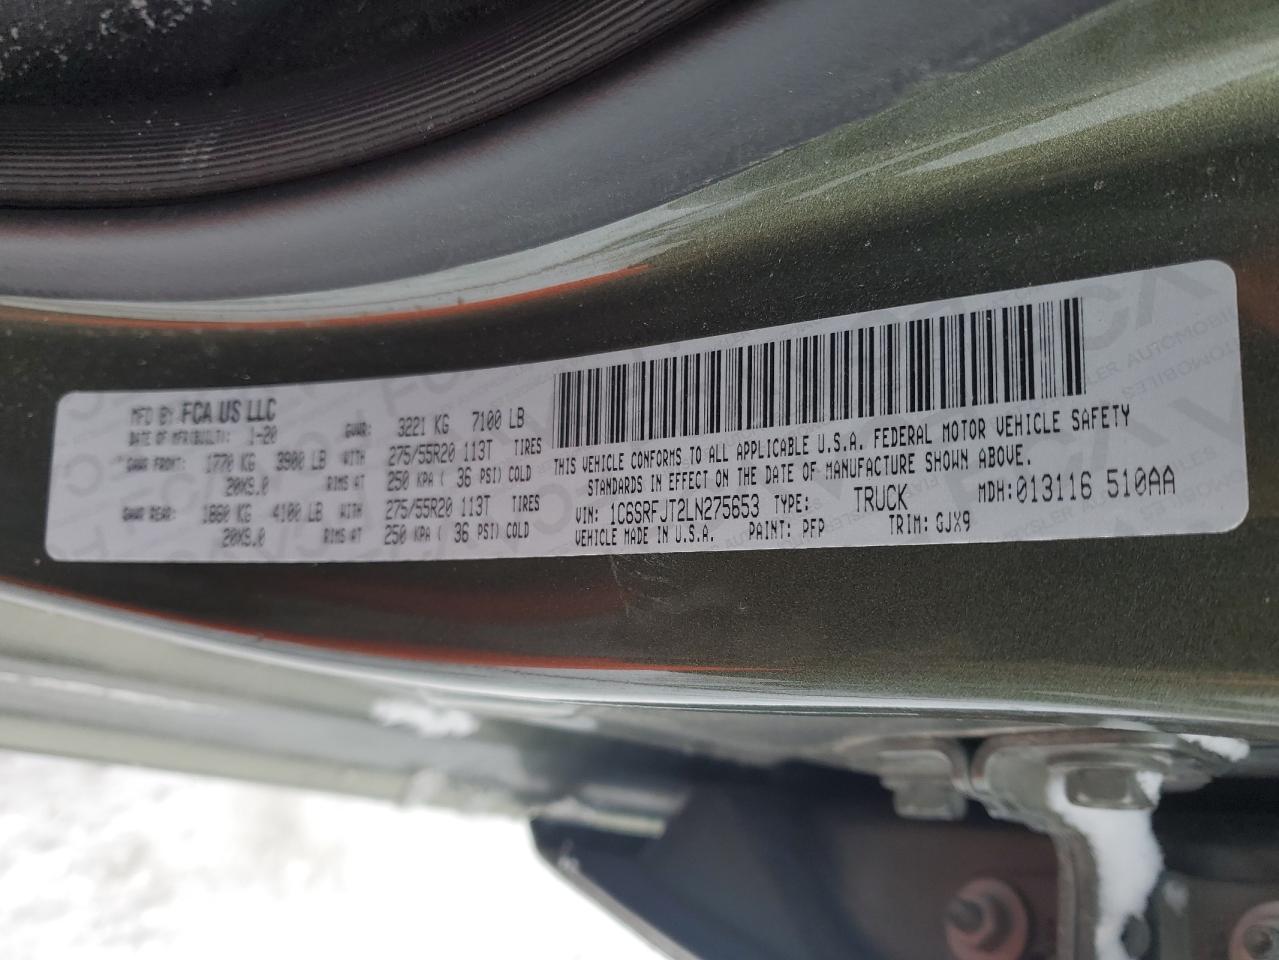 MFD BY: FCA US LLC
DATE OF MFR(BUILT): 1-20 GVWR: 3221 KG 7100 LB
GAWR FRONT: 1770 KG 3900 LB WITH 275/55R20 113T TIRES
20X9.0 RIMS AT 250 KPA ( 36 PSI) COLD
GAWR REAR: 1860 KG 4100 LB WITH 275/55R20 113T TIRES
20X9.0 RIMS AT 250 KPA ( 36 PSI) COLD
THIS VEHICLE CONFORMS TO ALL APPLICABLE U.S.A. FEDERAL MOTOR VEHICLE SAFETY
STANDARDS IN EFFECT ON THE DATE OF MANUFACTURE SHOWN ABOVE.
VIN: 1C6SRFJT2LN275653 TYPE: TRUCK MDH:013116 510AA
VEHICLE MADE IN U.S.A. PAINT: PFP TRIM: GJX9